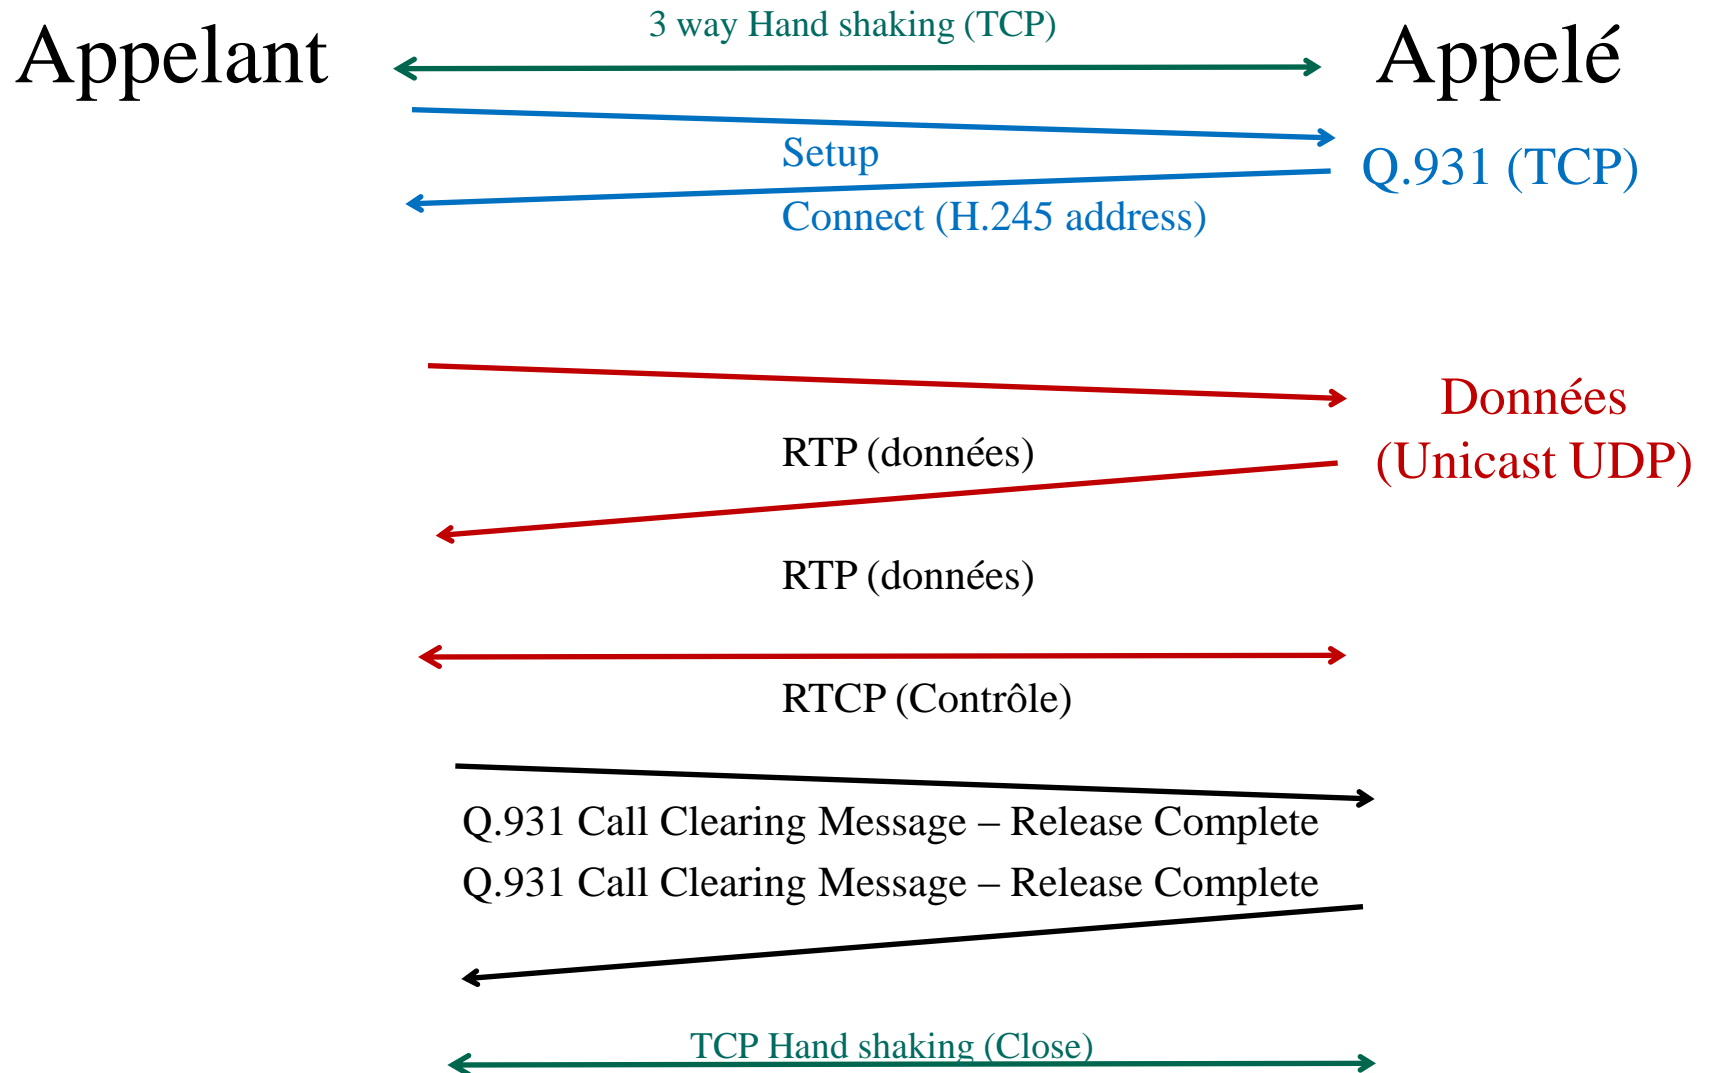 3 way Hand shaking (TCP)
Appelant
Appelé
Setup
Q.931 (TCP)
Connect (H.245 address)
Données
RTP (données)
(Unicast UDP)
RTP (données)
RTCP (Contrôle)
Q.931 Call Clearing Message – Release Complete
Q.931 Call Clearing Message – Release Complete
TCP Hand shaking (Close)